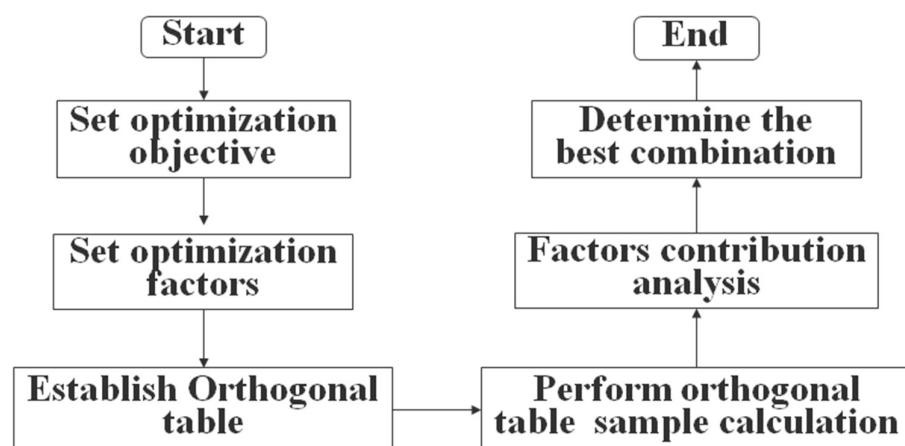 Start
Set optimization
objective
Set optimization
factors
Establish Orthogonal
table
Perform orthogonal
table sample calculation
Factors contribution
analysis
Determine the
best combination
End